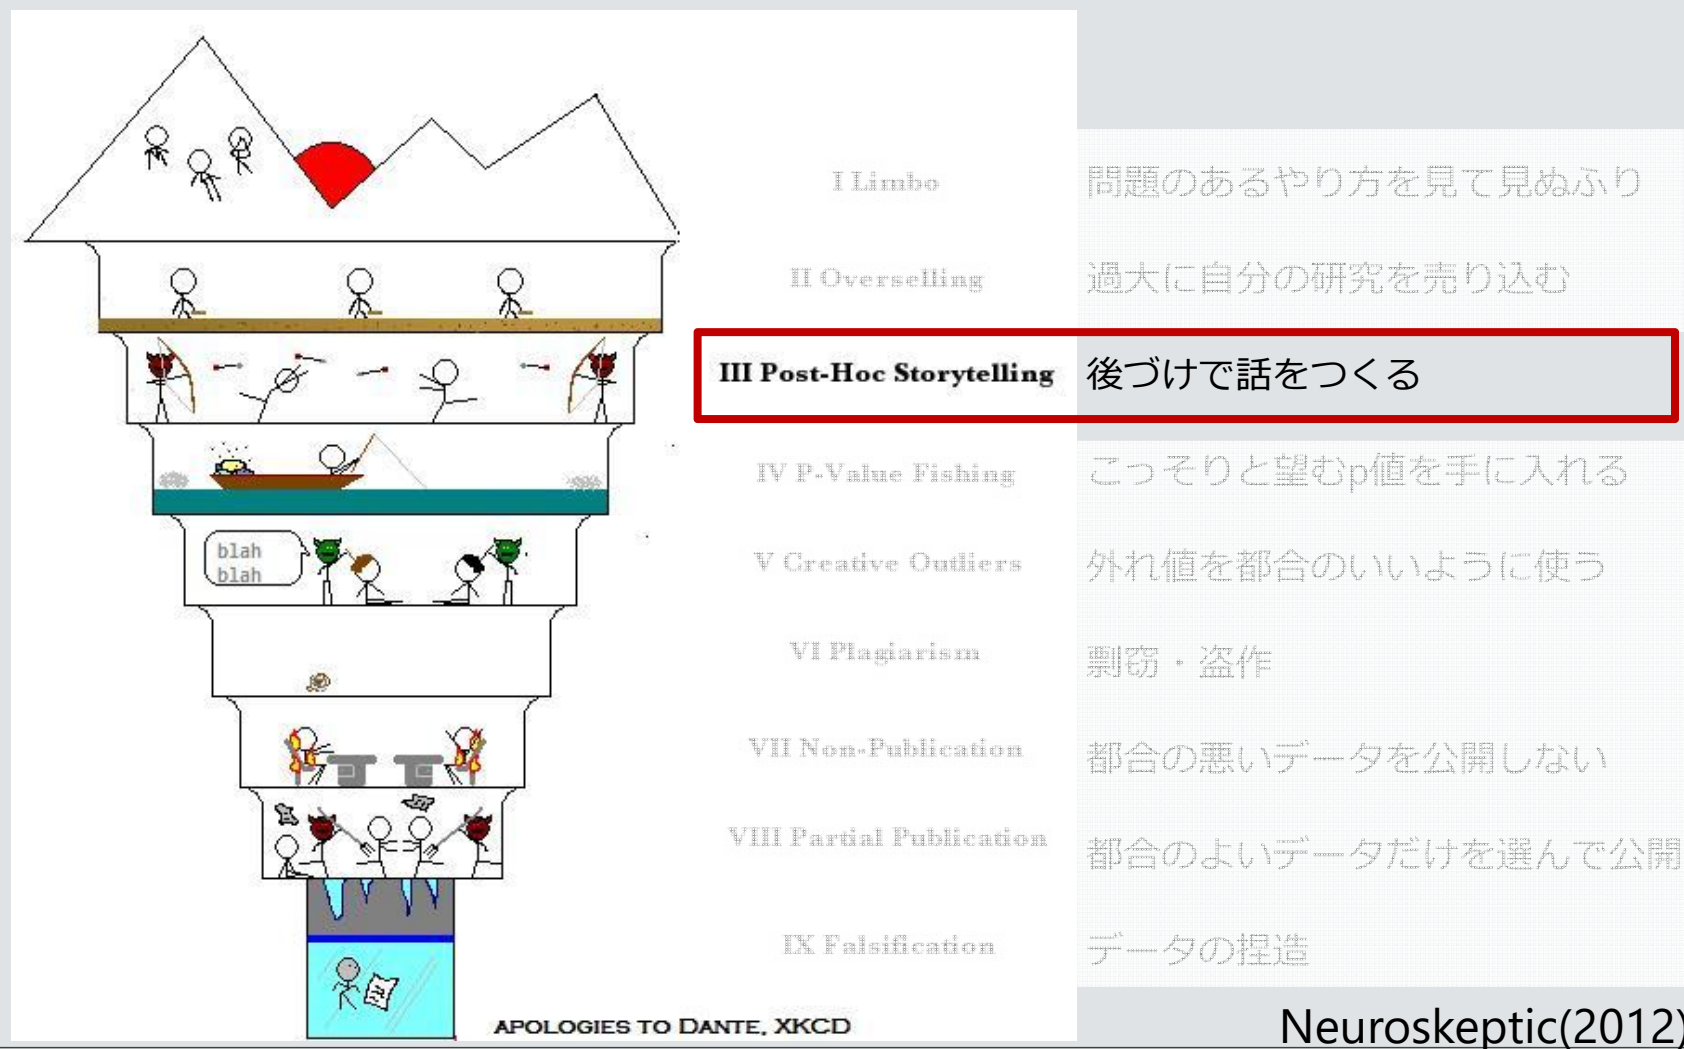 I Limbo 問題のあるやり方を見て見ぬふり
II Overselling 過大に自分の研究を売り込む
III Post-Hoc Storytelling 後づけで話をつくる
IV P-Value Fishing こっそりと望むp値を手に入れる
blah
blah
V Creative Outliers 外れ値を都合のいいように使う
VI Plagiarism 剽窃・盗作
VII Non-Publication 都合の悪いデータを公開しない
VIII Partial Publication 都合のよいデータだけを選んで公開
IX Falsification データの捏造
APOLOGIES TO DANTE, XKCD
Neuroskeptic(2012)